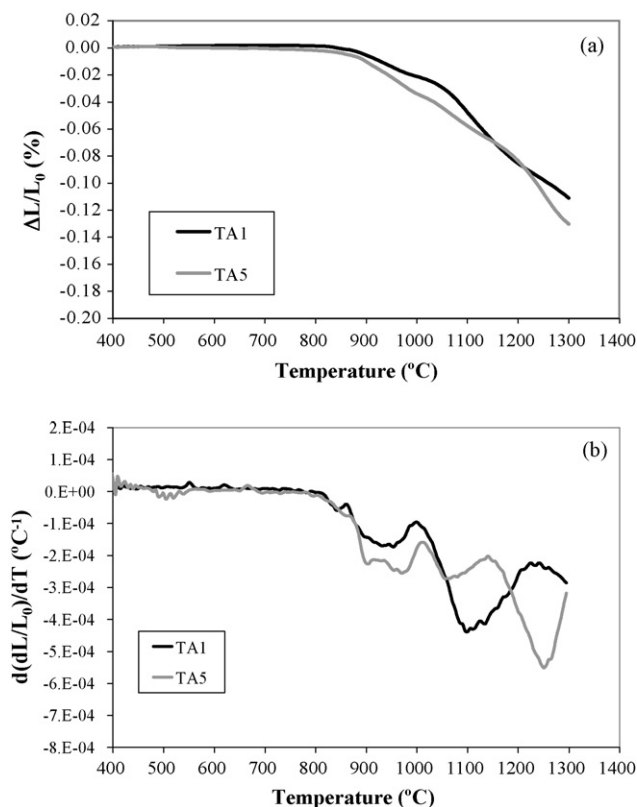 (a)
0.02
0.00
-0.02
-0.04
-0.06
-0.08
-0.10
-0.12
-0.14
-0.16
-0.18
-0.20
ΔL/L0 (%)
TA1
TA5
400 500 600 700 800 900 1000 1100 1200 1300 1400
Temperature (ºC)
(b)
2.E-04
1.E-04
0.E+00
-1.E-04
-2.E-04
-3.E-04
-4.E-04
-5.E-04
-6.E-04
-7.E-04
-8.E-04
d(dL/L0)/dT (ºC-1)
TA1
TA5
400 500 600 700 800 900 1000 1100 1200 1300 1400
Temperature (ºC)